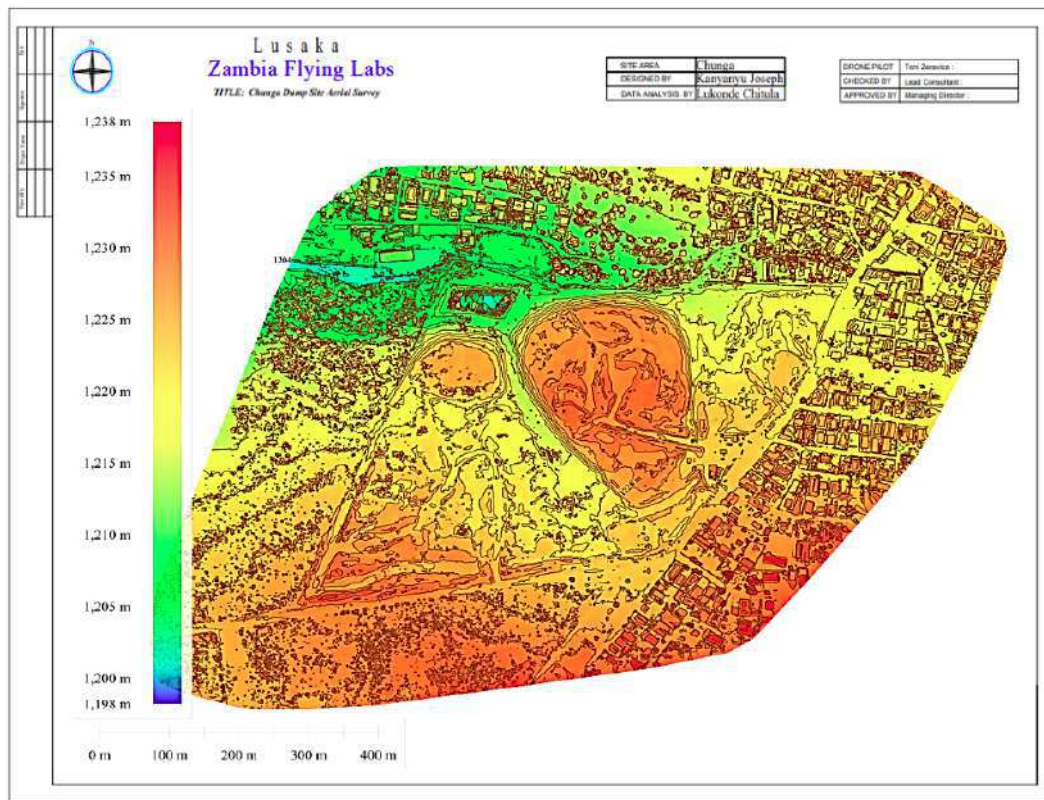 N
Lusaka
Zambia Flying Labs
TITLE: Chunga Dump Site Aerial Survey
SITE AREA Chunga
DESIGNED BY Kanyanyu Joseph
DATA ANALYSIS BY Lukonde Chitula
DRONE PILOT Toni
CHECKED BY Lead Consultant :
APPROVED BY Managing Director :
1,238 m
1,235 m
1,230 m
1,225 m
1,220 m
1,215 m
1,210 m
1,205 m
1,200 m
1,198 m
0 m 100 m 200 m 300 m 400 m